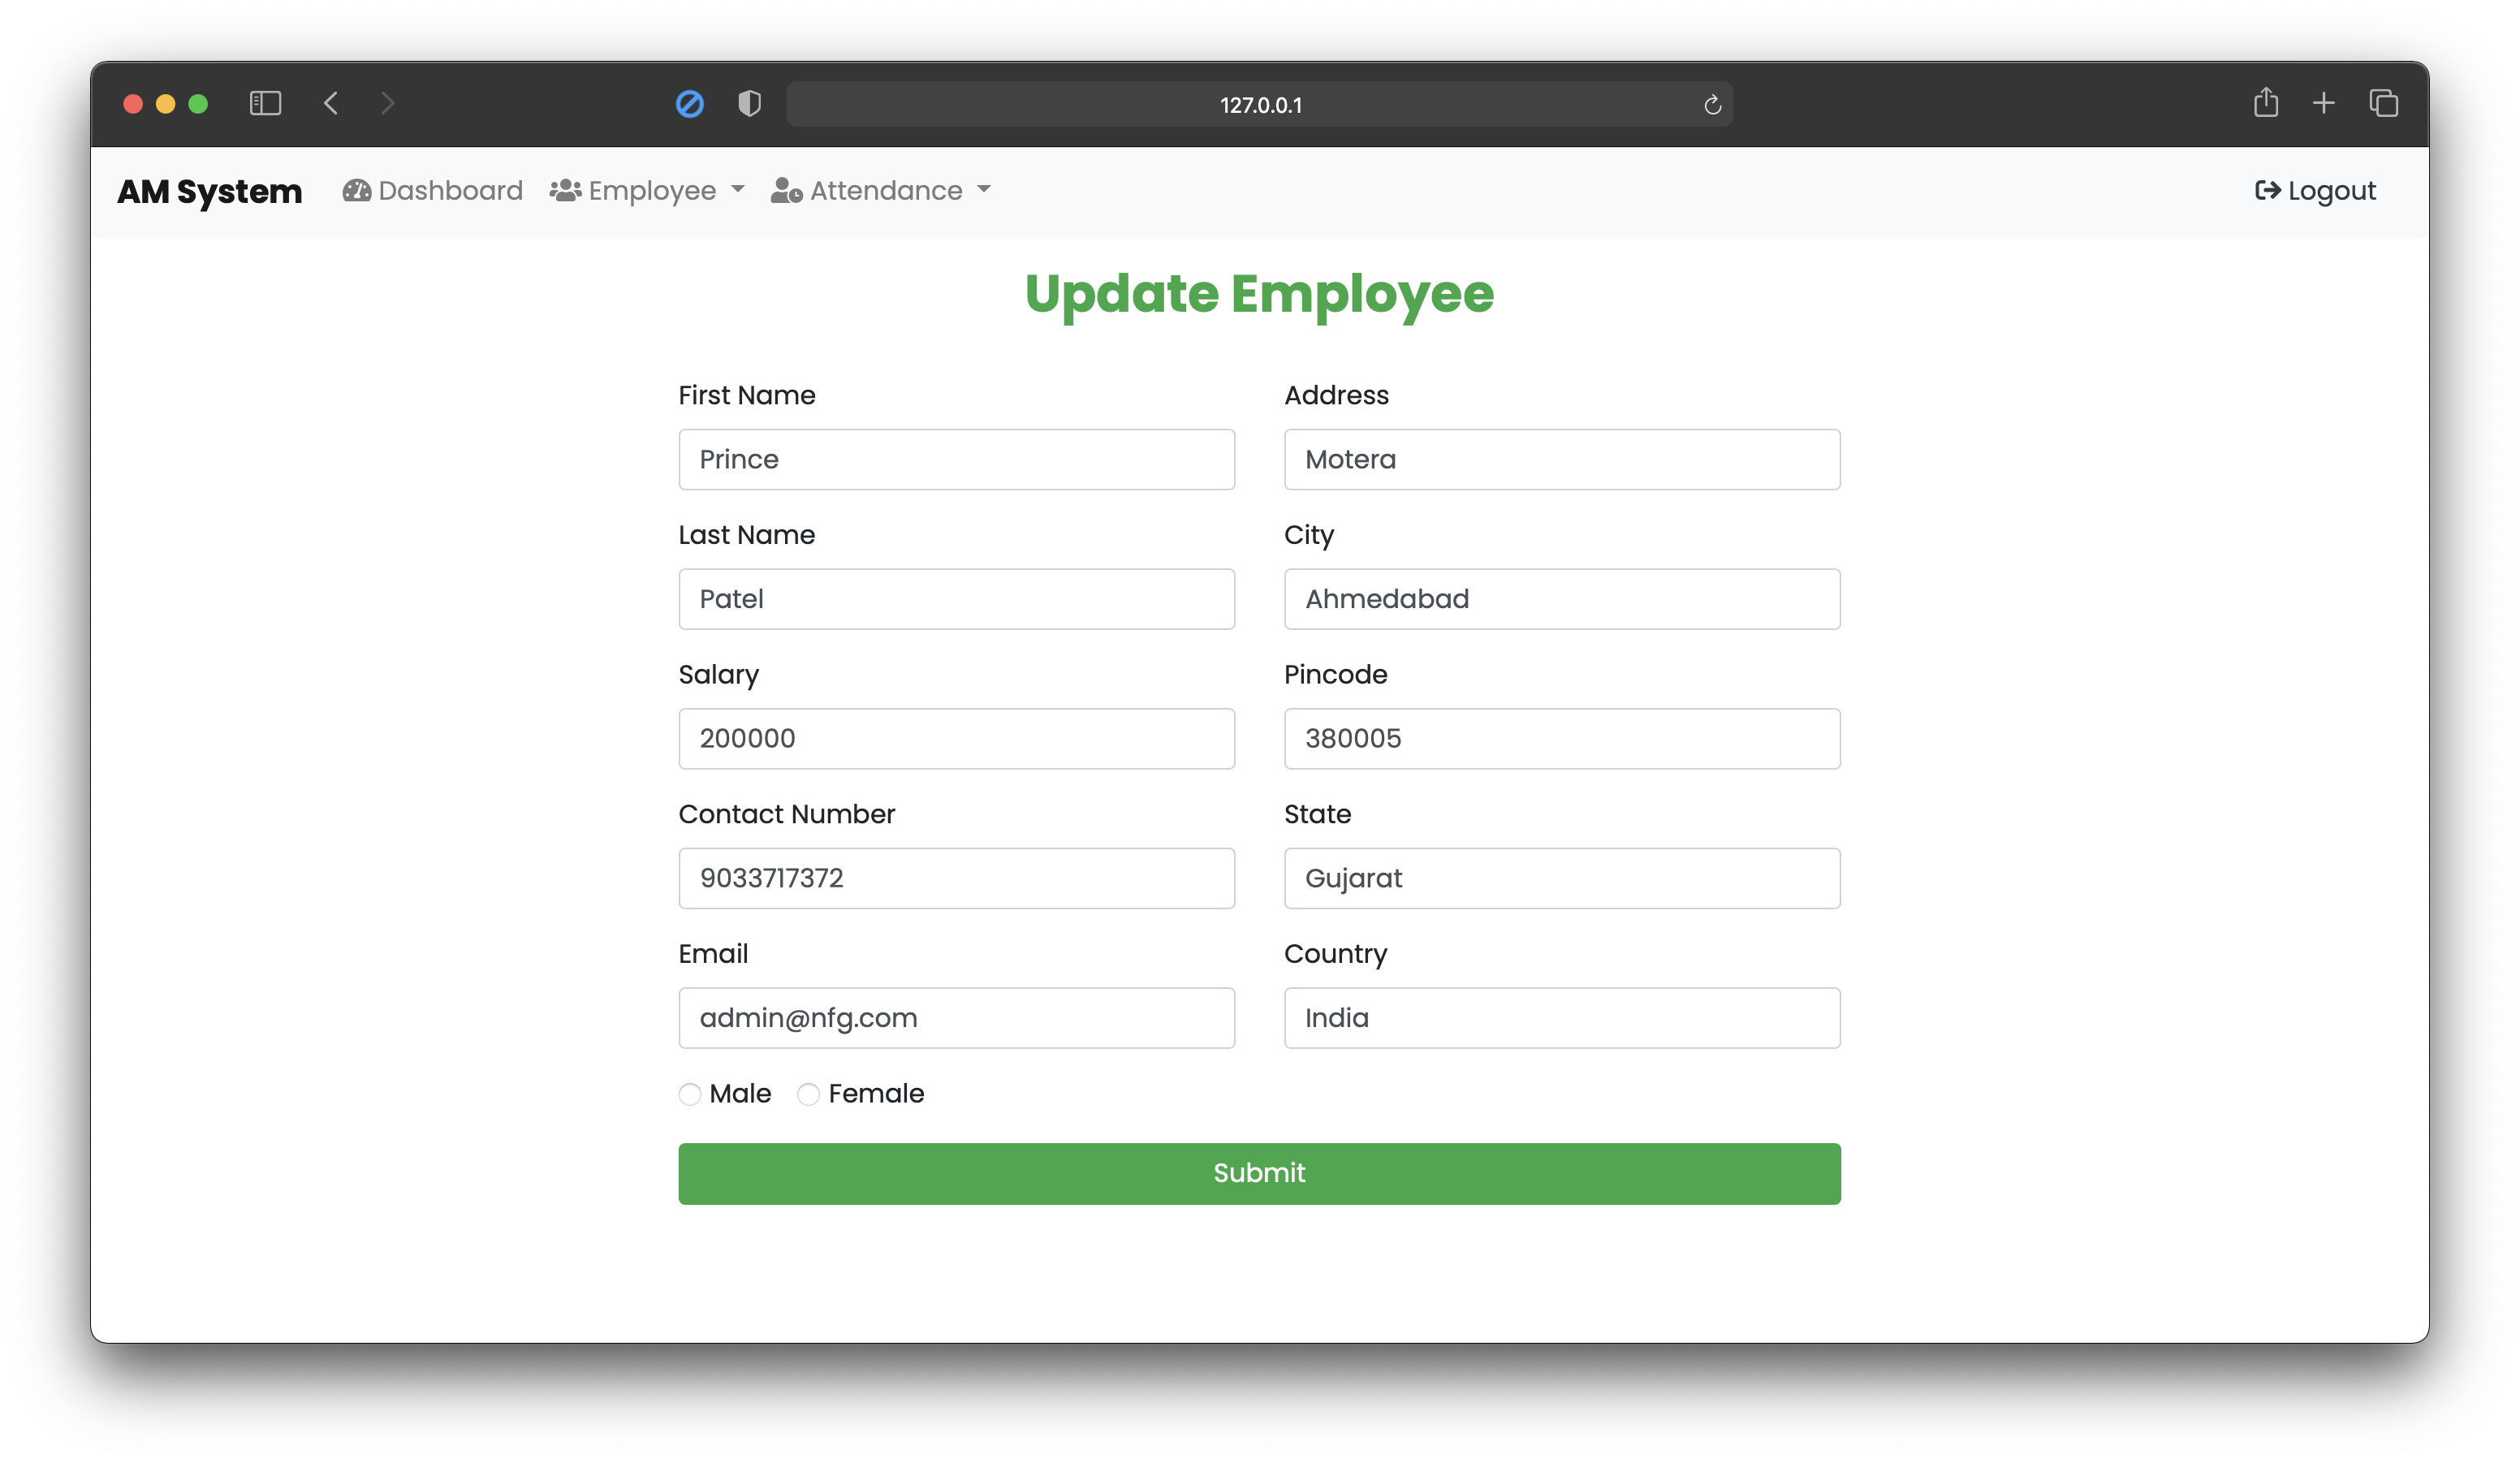 127.0.0.1
AM System Dashboard Employee Attendance Logout
Update Employee
First Name
Prince
Address
Motera
Last Name
Patel
City
Ahmedabad
Salary
200000
Pincode
380005
Contact Number
9033717372
State
Gujarat
Email
admin@nfg.com
Country
India
Male Female
Submit